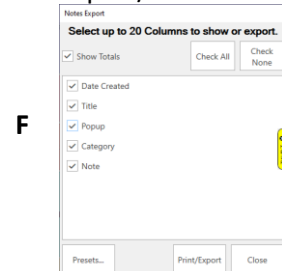 Notes Export
Select up to 20 Columns to show or export.
Show Totals
Check All
Check
None
Date Created
Title
F
Popup
Category
Note
Presets...
Print/Export
Close